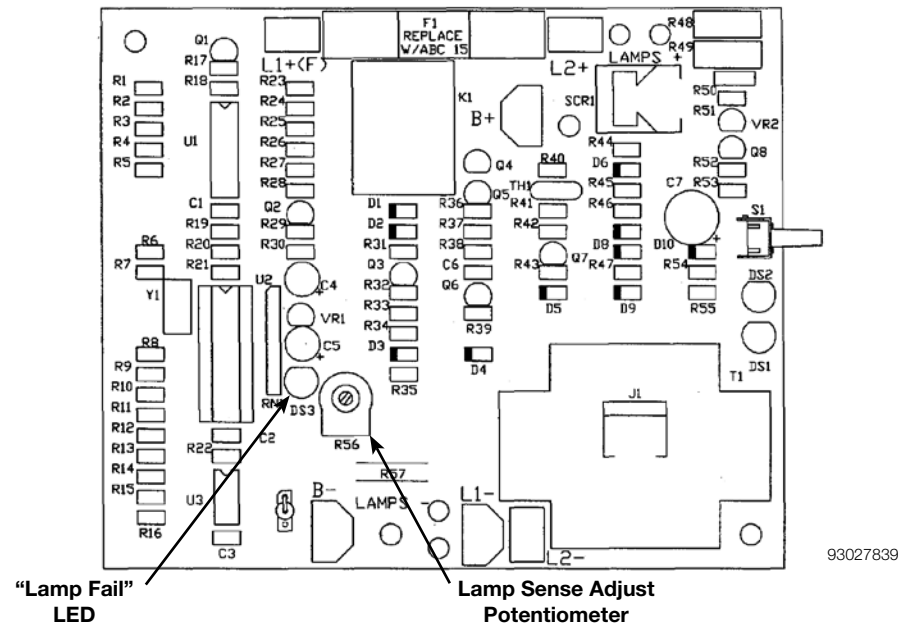 F1
REPLACE
W/ABC 15
R48
R49
Q1
R17
R18
L1+(F)
L2+
LAMPS +
R50
R51
R1
R2
R3
R4
R5
U1
R23
R24
R25
R26
R27
R28
K1
B+
SCR1
VR2
Q8
R44
D6
R45
R46
R52
R53
C7
Q4
Q5
R40
TH1
R41
R42
C1
R19
R20
R21
Q2
R29
R30
D1
D2
R31
R36
R37
R38
C6
S1
D8
R47
D10
R54
R55
DS2
DS1
R6
R7
Y1
U2
C4
+
VR1
C5
+
Q3
R32
R33
R34
D3
R35
Q6
R39
D4
R43
Q7
D5
D9
+
R8
R9
R10
R11
R12
R13
R14
R15
R16
DS3
R56
T1
J1
R22
C2
U3
C3
R57
B-
LAMPS -
L1-
L2-
93027839
“Lamp Fail”
LED
Lamp Sense Adjust
Potentiometer